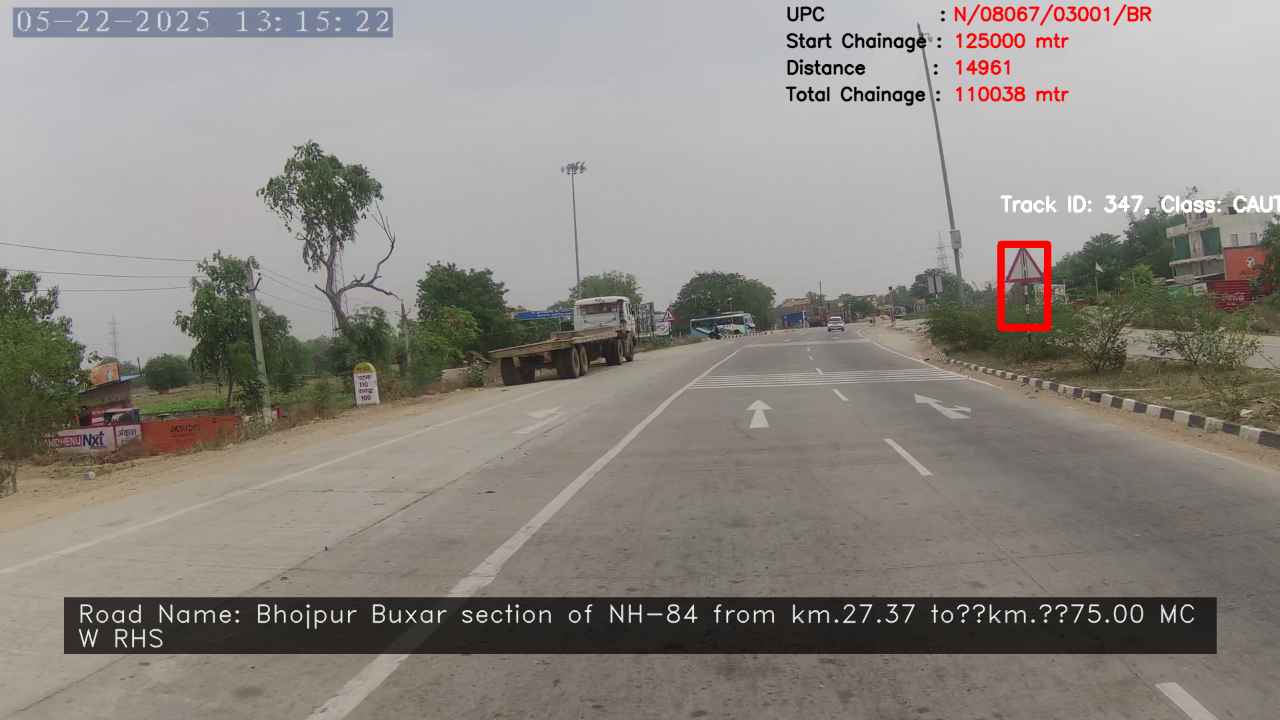 05-22-2025 13:15:22
UPC : N/08067/03001/BR
Start Chainage : 125000 mtr
Distance : 14961
Total Chainage : 110038 mtr
Track ID: 347, Class: CAUT
110
100
Nxt
Road Name: Bhojpur Buxar section of NH-84 from km.27.37 to??km.??75.00 MC
W RHS